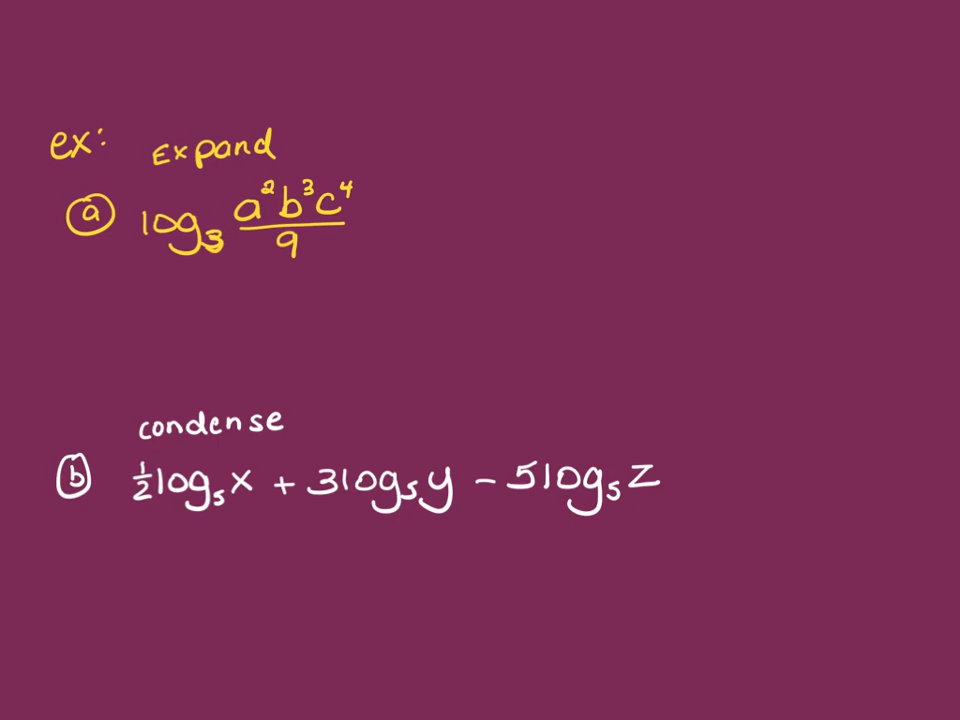 ex: Expand
(a) log₃ a²b³c⁴/9
condense
(b) ½log₅x + 3log₅y - 5log₅z